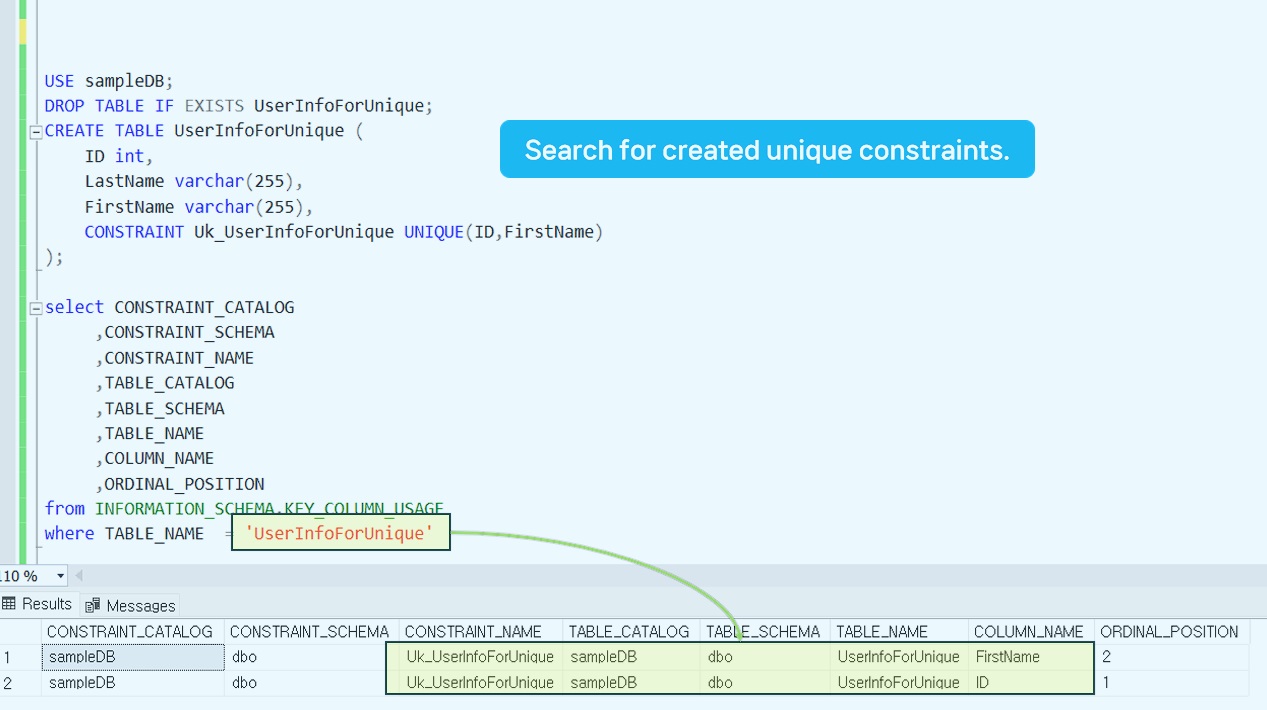 USE sampleDB;
DROP TABLE IF EXISTS UserInfoForUnique;
CREATE TABLE UserInfoForUnique (
ID int,
LastName varchar(255),
FirstName varchar(255),
CONSTRAINT Uk_UserInfoForUnique UNIQUE(ID,FirstName)
);
Search for created unique constraints.
select CONSTRAINT_CATALOG
,CONSTRAINT_SCHEMA
,CONSTRAINT_NAME
,TABLE_CATALOG
,TABLE_SCHEMA
,TABLE_NAME
,COLUMN_NAME
,ORDINAL_POSITION
from INFORMATION_SCHEMA.KEY_COLUMN_USAGE
where TABLE_NAME = 'UserInfoForUnique'
110 %
Results Messages
CONSTRAINT_CATALOG CONSTRAINT_SCHEMA CONSTRAINT_NAME TABLE_CATALOG TABLE_SCHEMA TABLE_NAME COLUMN_NAME ORDINAL_POSITION
1 sampleDB dbo Uk_UserInfoForUnique sampleDB dbo UserInfoForUnique FirstName 2
2 sampleDB dbo Uk_UserInfoForUnique sampleDB dbo UserInfoForUnique ID 1